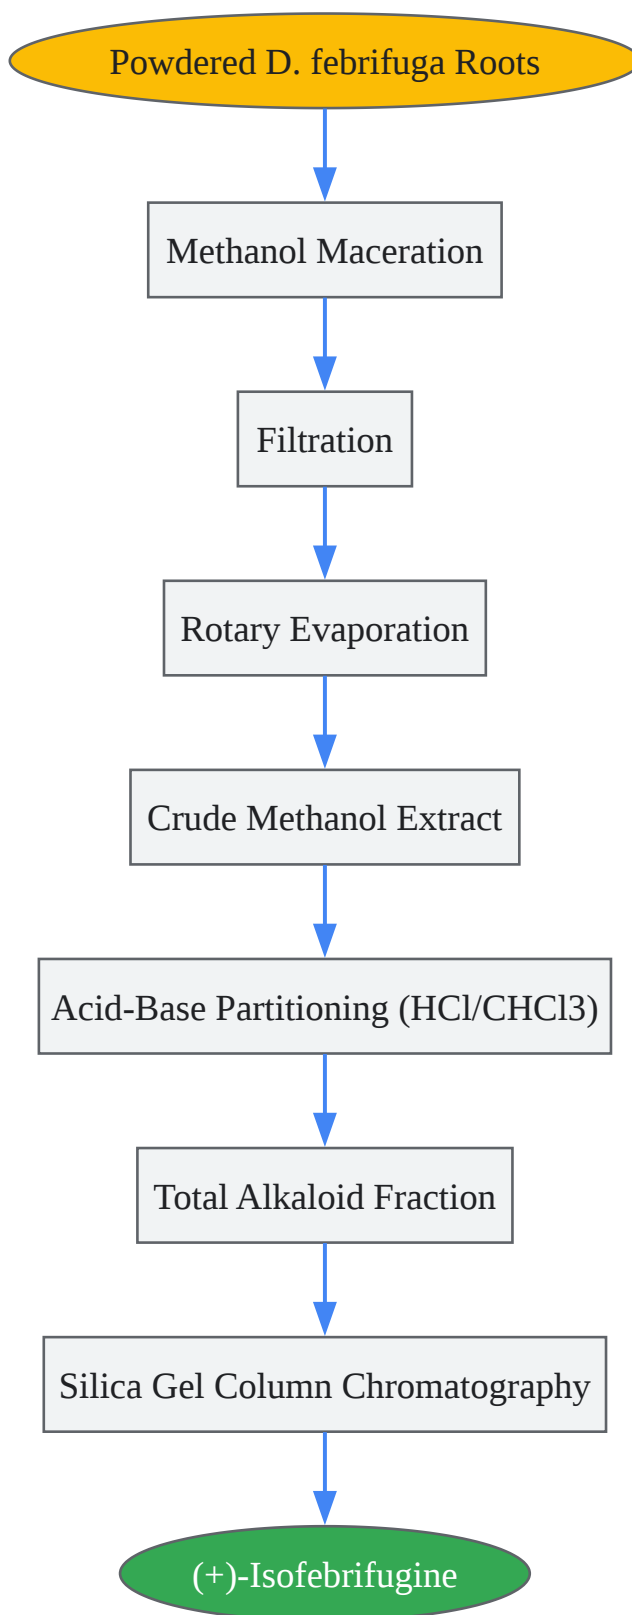 Powdered D. febrifuga Roots
Methanol Maceration
Filtration
Rotary Evaporation
Crude Methanol Extract
Acid-Base Partitioning (HCl/CHCl3)
Total Alkaloid Fraction
Silica Gel Column Chromatography
(+)-Isofebrifugine